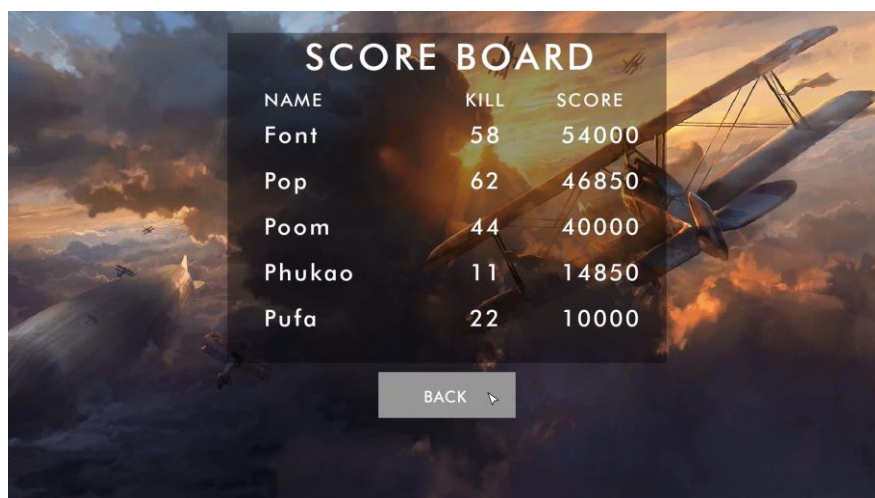 SCORE BOARD
NAME KILL SCORE
Font 58 54000
Pop 62 46850
Poom 44 40000
Phukao 11 14850
Pufa 22 10000
BACK